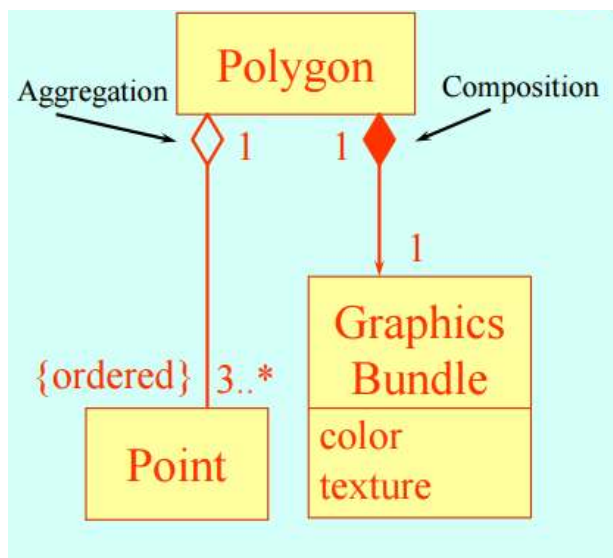 Polygon
Aggregation
Composition
1
1
1
Graphics
Bundle
{ordered}
3..*
color
texture
Point